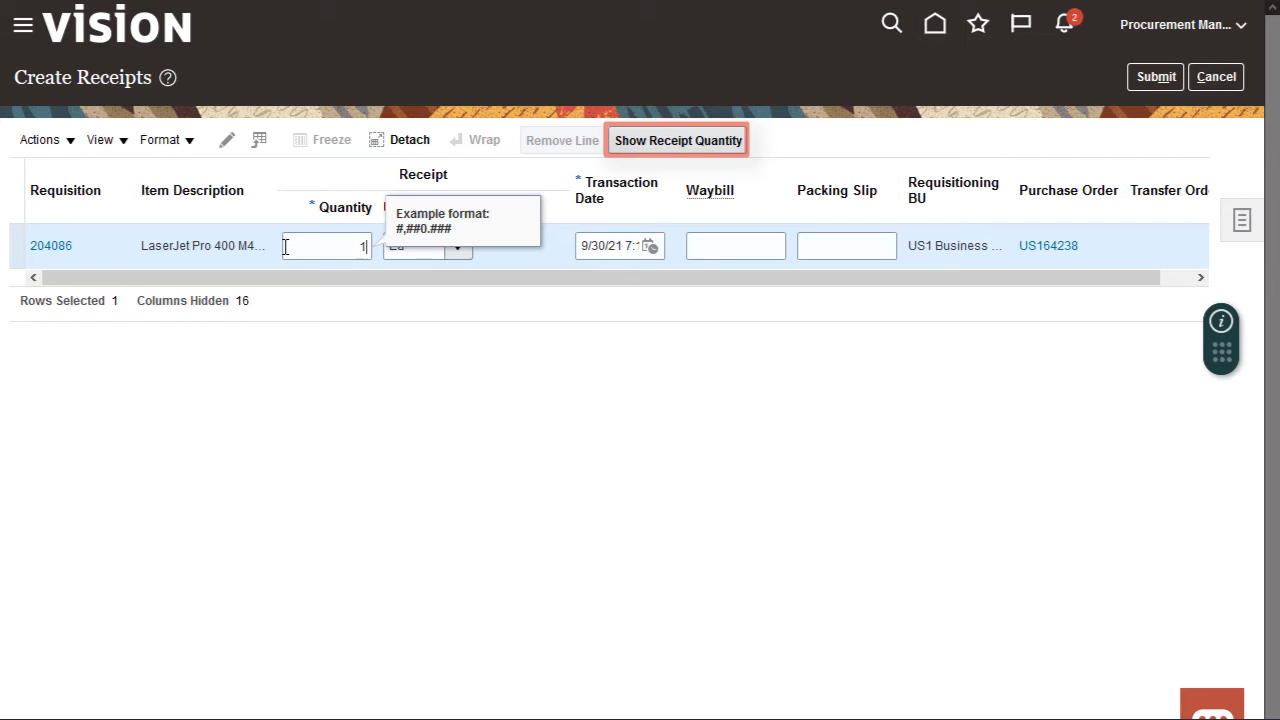 vision
2
Procurement Man...
Create Receipts
Submit
Cancel
Actions
View
Format
Freeze
Detach
Wrap
Remove Line
Show Receipt Quantity
Receipt
Requisition
Item Description
* Quantity
* Transaction
Date
Waybill
Packing Slip
Requisitioning
BU
Purchase Order
Transfer Ord
Example format:
#,##0.###
204086
LaserJet Pro 400 M4...
1
9/30/21 7:1
US1 Business ...
US164238
Rows Selected 1
Columns Hidden 16